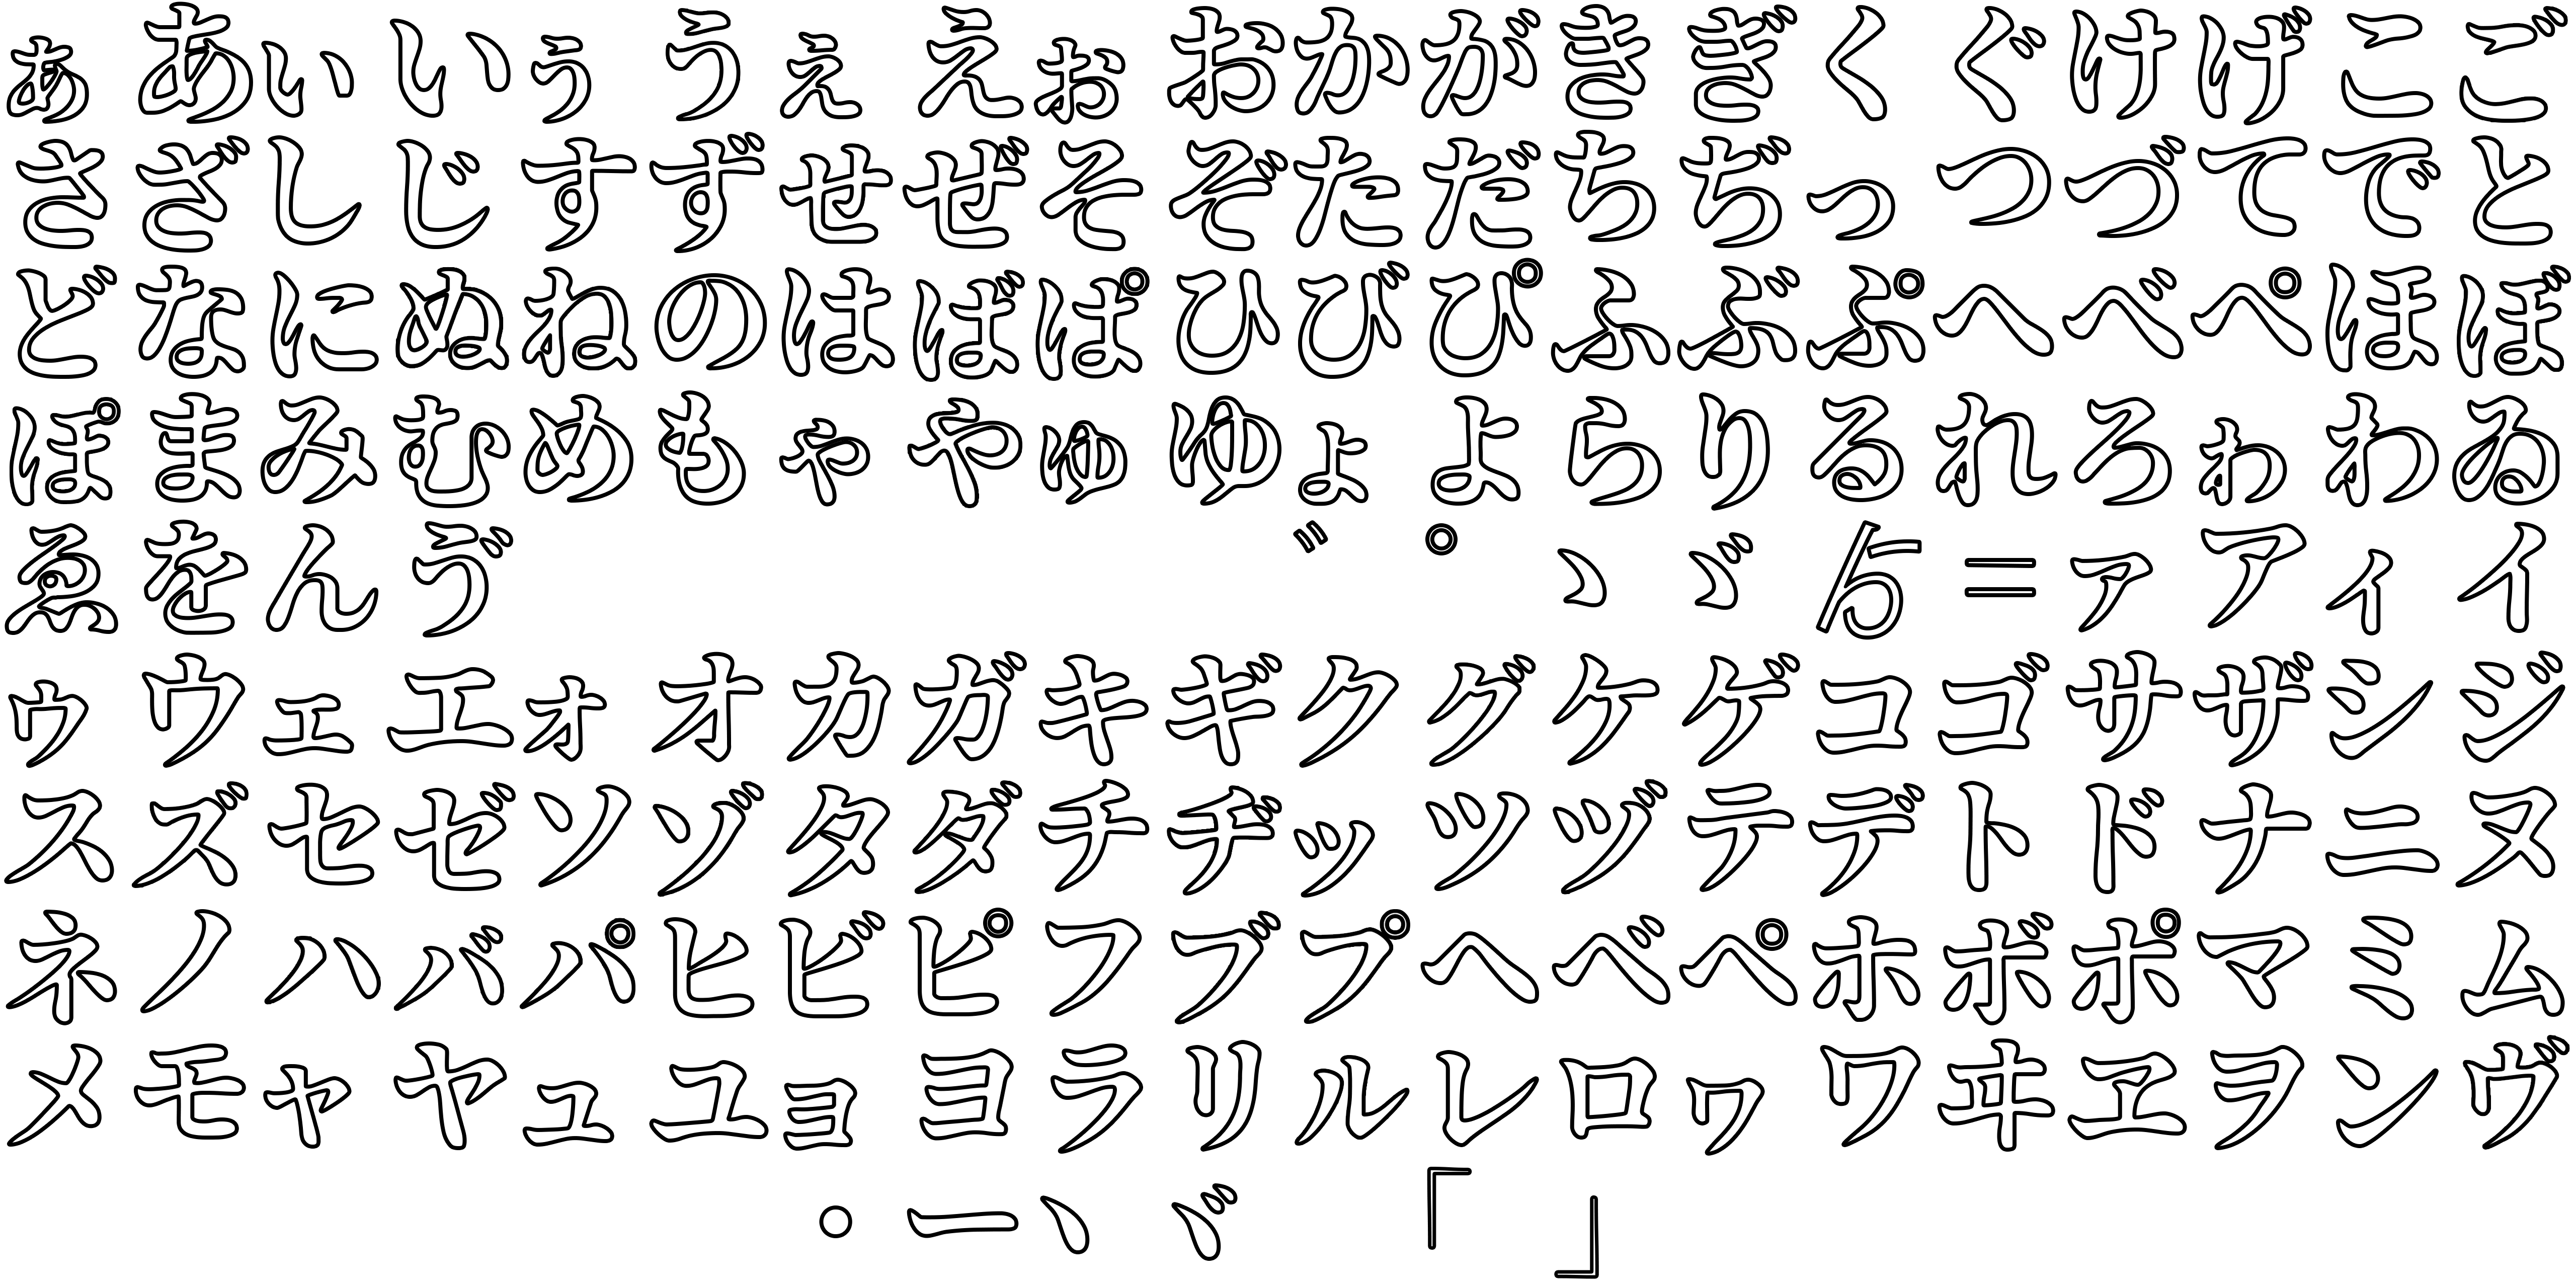 ぁあぃいぅうぇえぉおかがきぎくぐけげこご
さざしじすずせぜそぞただちぢっつづてでと
どなにぬねのはばぱひびぴふぶぷへべぺほぼ
ぽまみむめもゃやゅゆょよらりるれろゎわゐ
ゑをんゔ゛゜ゝゞゟ゠ァアィイ
ゥウェエォオカガキギクグケゲコゴサザシジ
スズセゼソゾタダチヂッツヅテデトドナニヌ
ネノハバパヒビピフブプヘベペホボポマミム
メモャヤュユョヨラリルレロヮワヰヱヲンヴ
・ーヽヾ「」